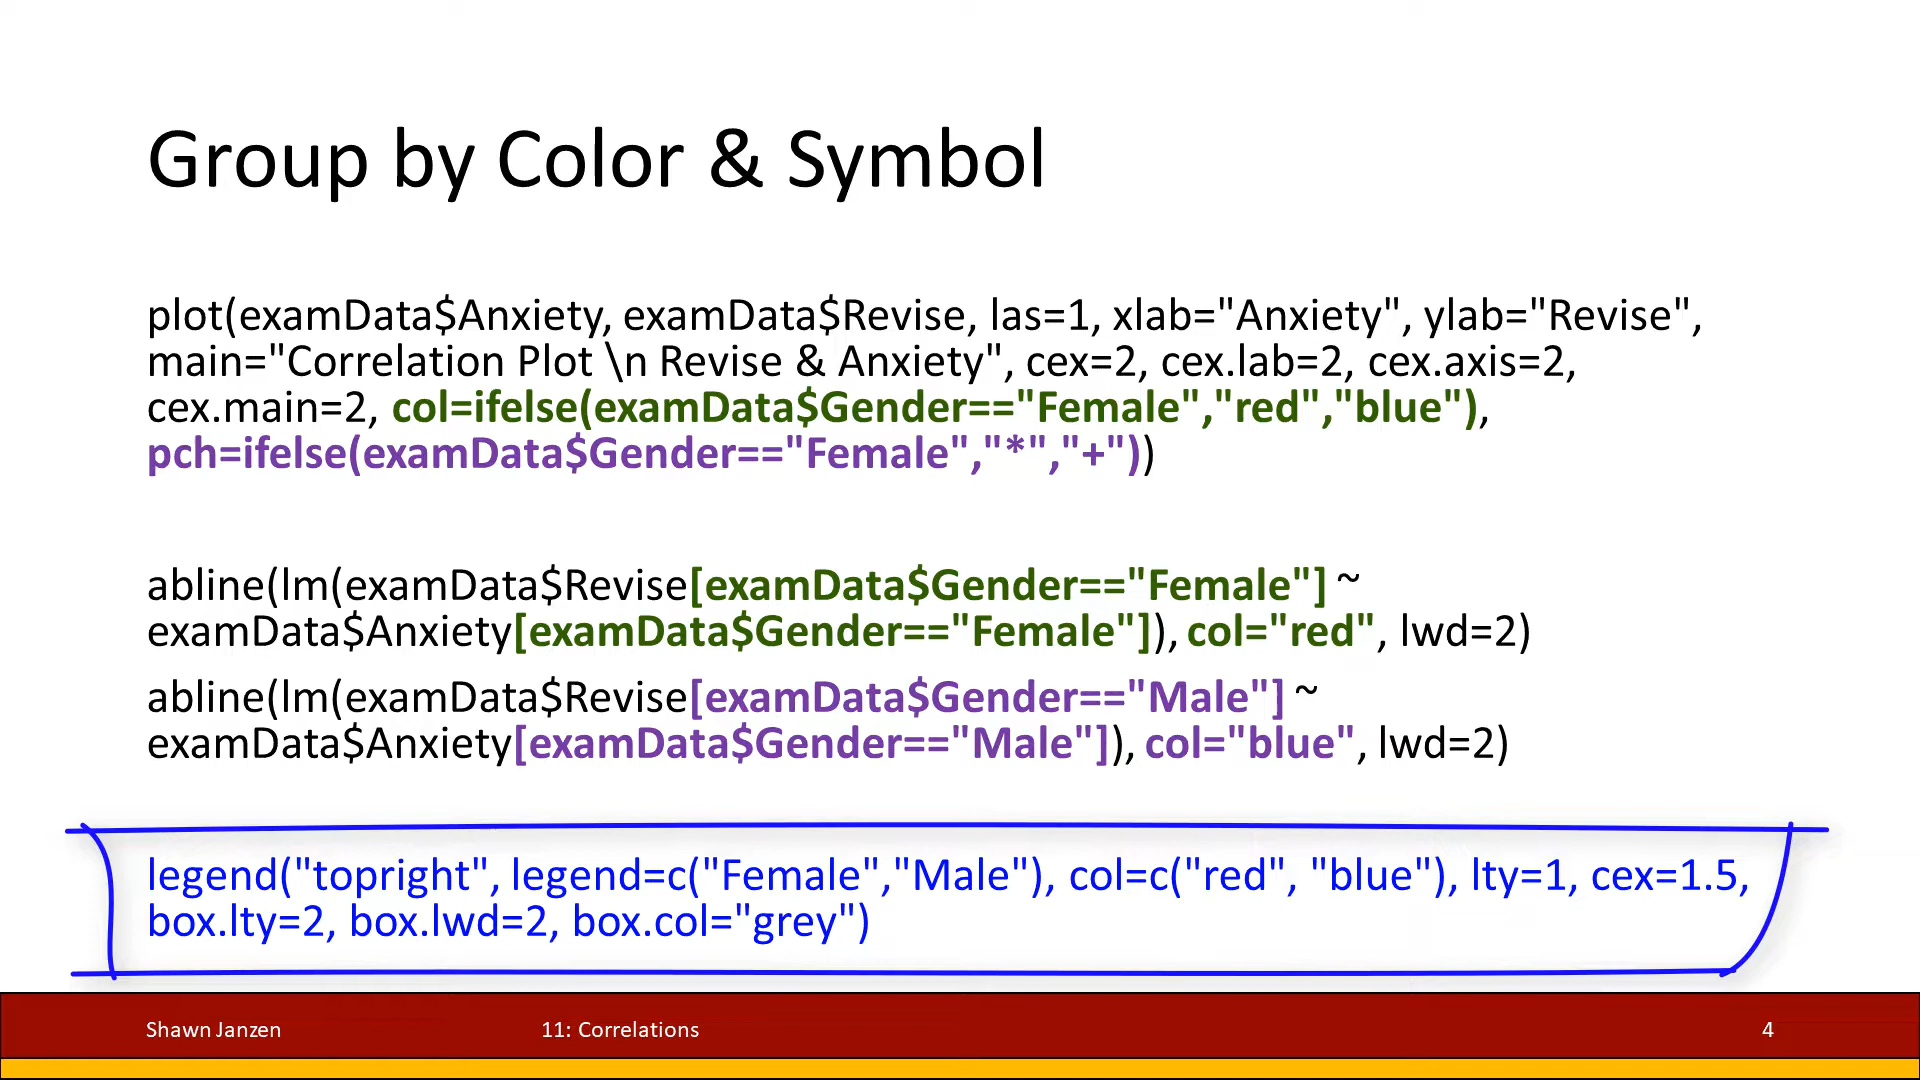 Group by Color & Symbol
plot(examData$Anxiety, examData$Revise, las=1, xlab="Anxiety", ylab="Revise",
main="Correlation Plot \n Revise & Anxiety", cex=2, cex.lab=2, cex.axis=2,
cex.main=2, col=ifelse(examData$Gender=="Female","red","blue"),
pch=ifelse(examData$Gender=="Female","*","+"))
abline(lm(examData$Revise[examData$Gender=="Female"] ~
examData$Anxiety[examData$Gender=="Female"]), col="red", lwd=2)
abline(lm(examData$Revise[examData$Gender=="Male"] ~
examData$Anxiety[examData$Gender=="Male"]), col="blue", lwd=2)
legend("topright", legend=c("Female","Male"), col=c("red", "blue"), lty=1, cex=1.5,
box.lty=2, box.lwd=2, box.col="grey")
Shawn Janzen 11: Correlations 4